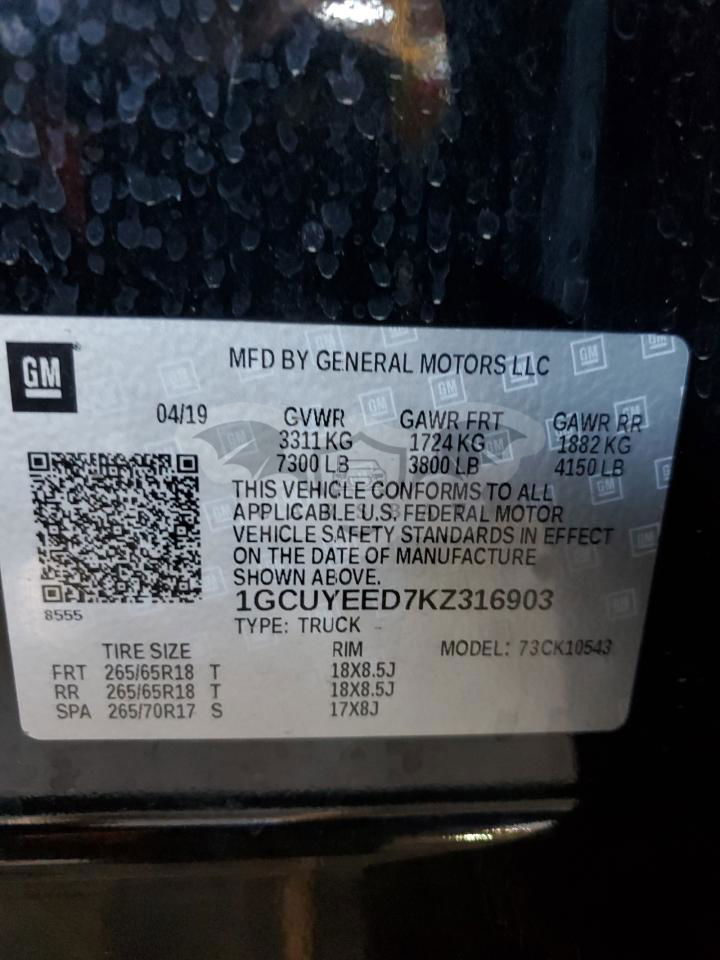 GM
MFD BY GENERAL MOTORS LLC
04/19 GVWR GAWR FRT GAWR RR
3311 KG 1724 KG 1882 KG
7300 LB 3800 LB 4150 LB
THIS VEHICLE CONFORMS TO ALL
APPLICABLE U.S. FEDERAL MOTOR
VEHICLE SAFETY STANDARDS IN EFFECT
ON THE DATE OF MANUFACTURE
SHOWN ABOVE.
8555
1GCUYEED7KZ316903
TYPE: TRUCK
TIRE SIZE RIM MODEL: 73CK10543
FRT 265/65R18 T 18X8.5J
RR 265/65R18 T 18X8.5J
SPA 265/70R17 S 17X8J